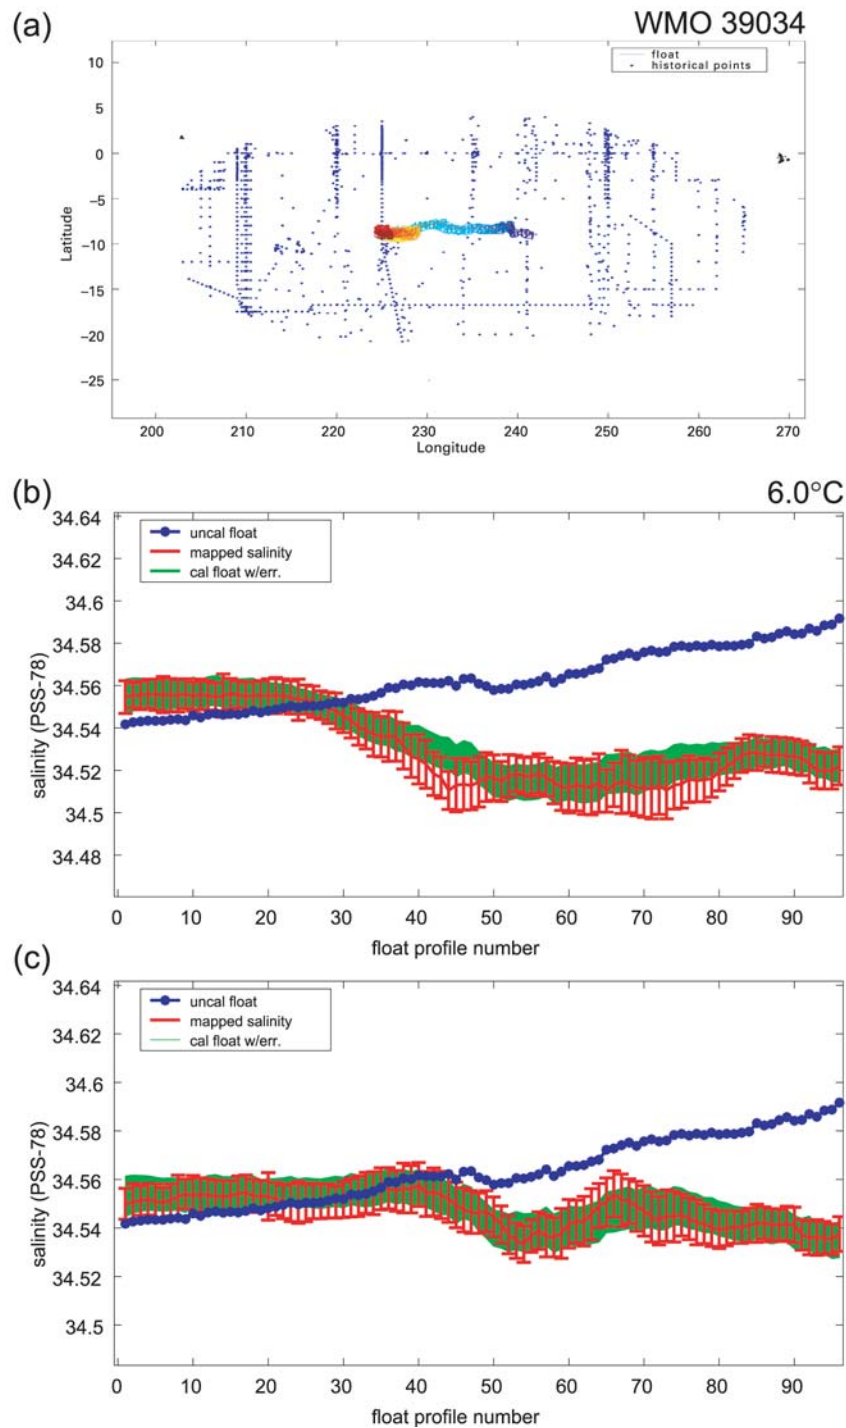 (a)
WMO 39034
float
historical points
10
5
0
−5
−10
−15
−20
−25
Latitude
200 210 220 230 240 250 260 270
Longitude
(b)
6.0°C
34.64
34.62
34.6
34.58
34.56
34.54
34.52
34.5
34.48
salinity (PSS-78)
uncal float
mapped salinity
cal float w/err.
0 10 20 30 40 50 60 70 80 90
float profile number
(c)
34.64
34.62
34.6
34.58
34.56
34.54
34.52
34.5
salinity (PSS-78)
uncal float
mapped salinity
cal float w/err.
0 10 20 30 40 50 60 70 80 90
float profile number